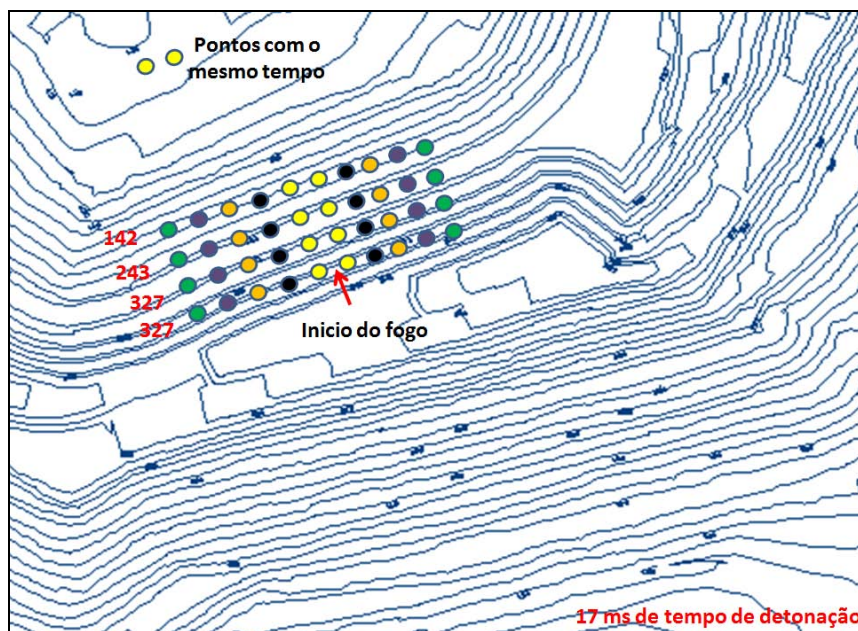 Pontos com o
mesmo tempo
142
243
327
327
Inicio do fogo
17 ms de tempo de detonação